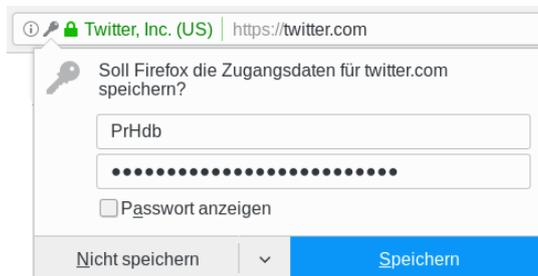 Twitter, Inc. (US) https://twitter.com
Soll Firefox die Zugangsdaten für twitter.com
speichern?
PrHdb
●●●●●●●●●●●●●●●●●●●●●●●●●●●
Passwort anzeigen
Nicht speichern Speichern